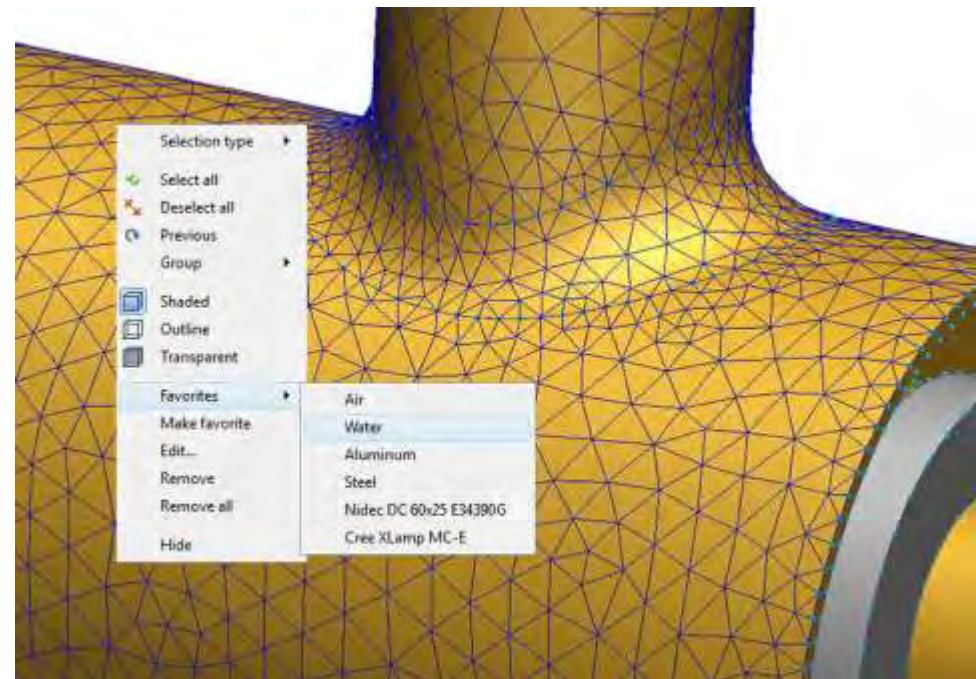 Selection type
Select all
Deselect all
Previous
Group
Shaded
Outline
Transparent
Favorites
Make favorite
Edit...
Remove
Remove all
Hide
Air
Water
Aluminum
Steel
Nidec DC 60x25 E34390G
Cree XLamp MC-E